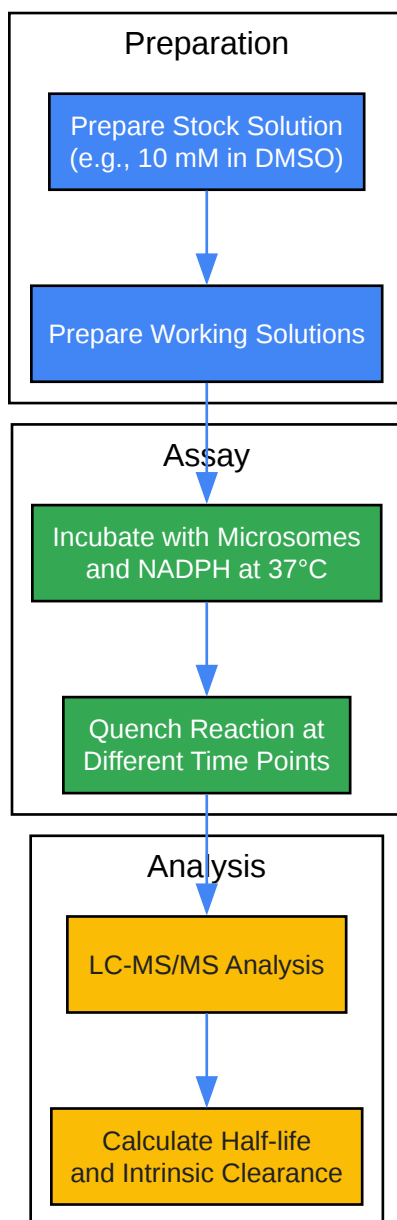 Preparation
Prepare Stock Solution
(e.g., 10 mM in DMSO)
Prepare Working Solutions
Assay
Incubate with Microsomes
and NADPH at 37°C
Quench Reaction at
Different Time Points
Analysis
LC-MS/MS Analysis
Calculate Half-life
and Intrinsic Clearance